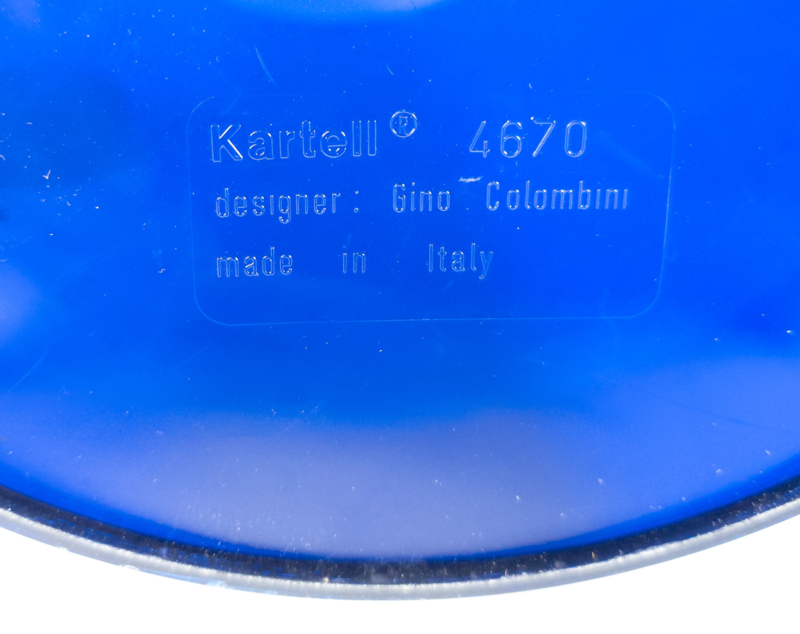 Kartell® 4670
designer: Gino Colombini
made in Italy